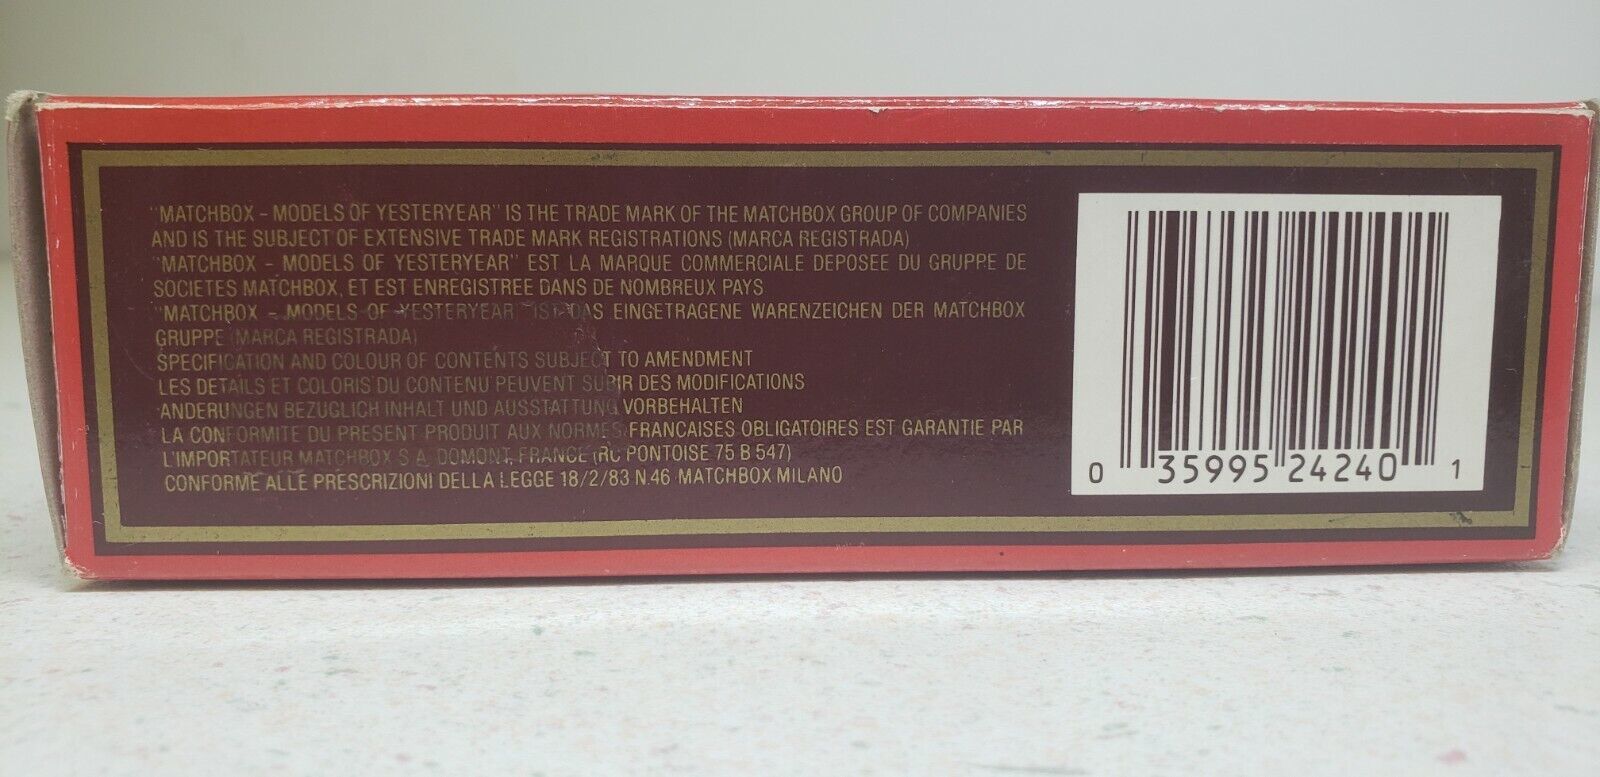 "MATCHBOX - MODELS OF YESTERYEAR" IS THE TRADE MARK OF THE MATCHBOX GROUP OF COMPANIES
AND IS THE SUBJECT OF EXTENSIVE TRADE MARK REGISTRATIONS (MARCA REGISTRADA)
"MATCHBOX - MODELS OF YESTERYEAR" EST LA MARQUE COMMERCIALE DEPOSEE DU GRUPPE DE
SOCIETES MATCHBOX, ET EST ENREGISTREE DANS DE NOMBREUX PAYS
"MATCHBOX - MODELS OF YESTERYEAR" IST DAS EINGETRAGENE WARENZEICHEN DER MATCHBOX
GRUPPE (MARCA REGISTRADA)
SPECIFICATION AND COLOUR OF CONTENTS SUBJECT TO AMENDMENT
LES DETAILS ET COLORIS DU CONTENU PEUVENT SUBIR DES MODIFICATIONS
ANDERUNGEN BEZUGLICH INHALT UND AUSSTATTUNG VORBEHALTEN
LA CONFORMITE DU PRESENT PRODUIT AUX NORMES FRANCAISES OBLIGATOIRES EST GARANTIE PAR
L'IMPORTATEUR MATCHBOX S.A. DOMONT, FRANCE (RC PONTOISE 75 B 547)
CONFORME ALLE PRESCRIZIONI DELLA LEGGE 18/2/83 N.46 MATCHBOX MILANO
0 35995 24240 1